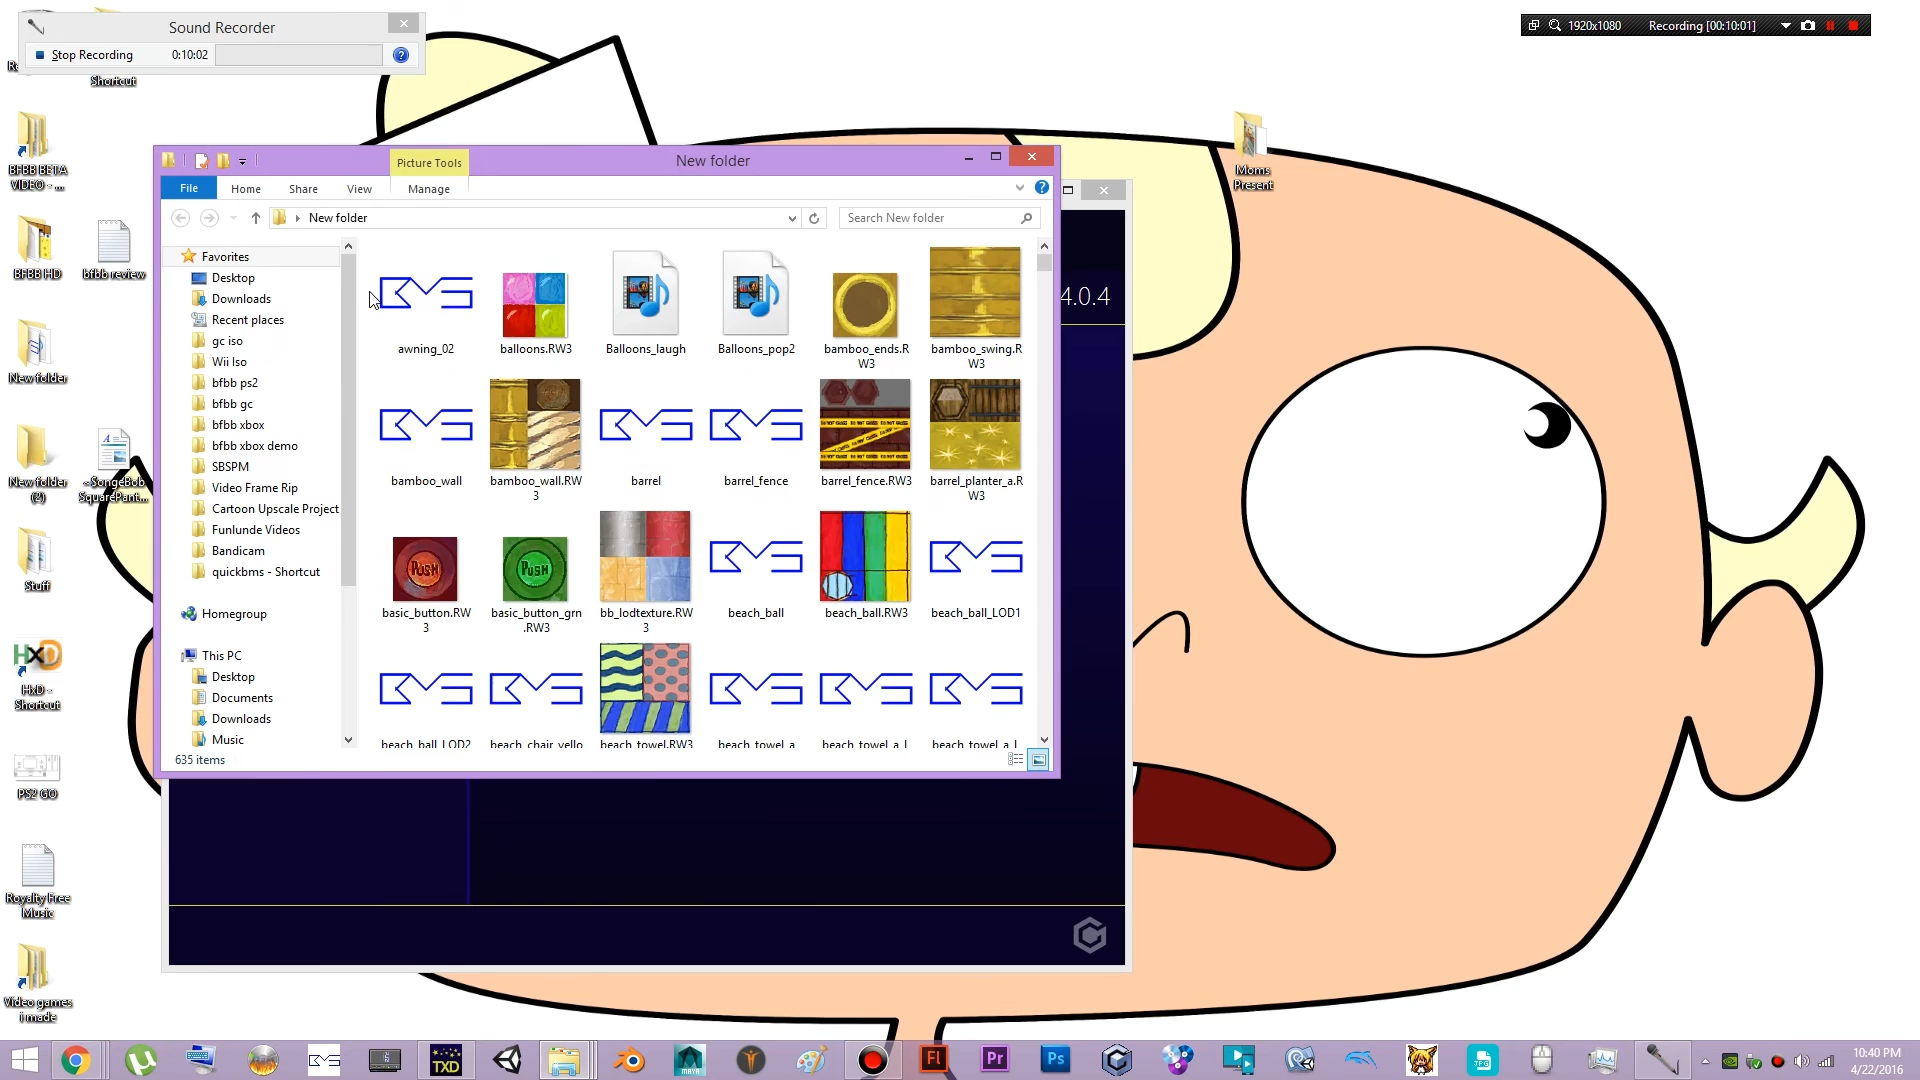 Sound Recorder
Stop Recording 0:10:02
Shortcut
1920x1080 Recording [00:10:01]
BFBB BETA
VIDEO - ...
BFBB HD
bfbb review
New folder
New folder
(2)
~SongeBob
SquarePant...
Stuff
HxD -
Shortcut
PS2 GO
Royalty Free
Music
Video games
i made
Moms
Present
Picture Tools
New folder
File
Home
Share
View
Manage
New folder
Search New folder
Favorites
Desktop
Downloads
Recent places
gc iso
Wii Iso
bfbb ps2
bfbb gc
bfbb xbox
bfbb xbox demo
SBSPM
Video Frame Rip
Cartoon Upscale Project
Funlunde Videos
Bandicam
quickbms - Shortcut
Homegroup
This PC
Desktop
Documents
Downloads
Music
635 items
awning_02
balloons.RW3
Balloons_laugh
Balloons_pop2
bamboo_ends.R
W3
bamboo_swing.R
W3
bamboo_wall
bamboo_wall.RW
3
barrel
barrel_fence
barrel_fence.RW3
barrel_planter_a.R
W3
PUSH
PUSH
basic_button.RW
3
basic_button_grn
.RW3
bb_lodtexture.RW
3
beach_ball
beach_ball.RW3
beach_ball_LOD1
beach_ball_LOD2
beach_chair_yello
beach_towel.RW3
beach_towel_a
beach_towel_a_l
beach_towel_a_l
4.0.4
TXD
MAYA
Fl
Pr
Ps
JPG
10:40 PM
4/22/2016